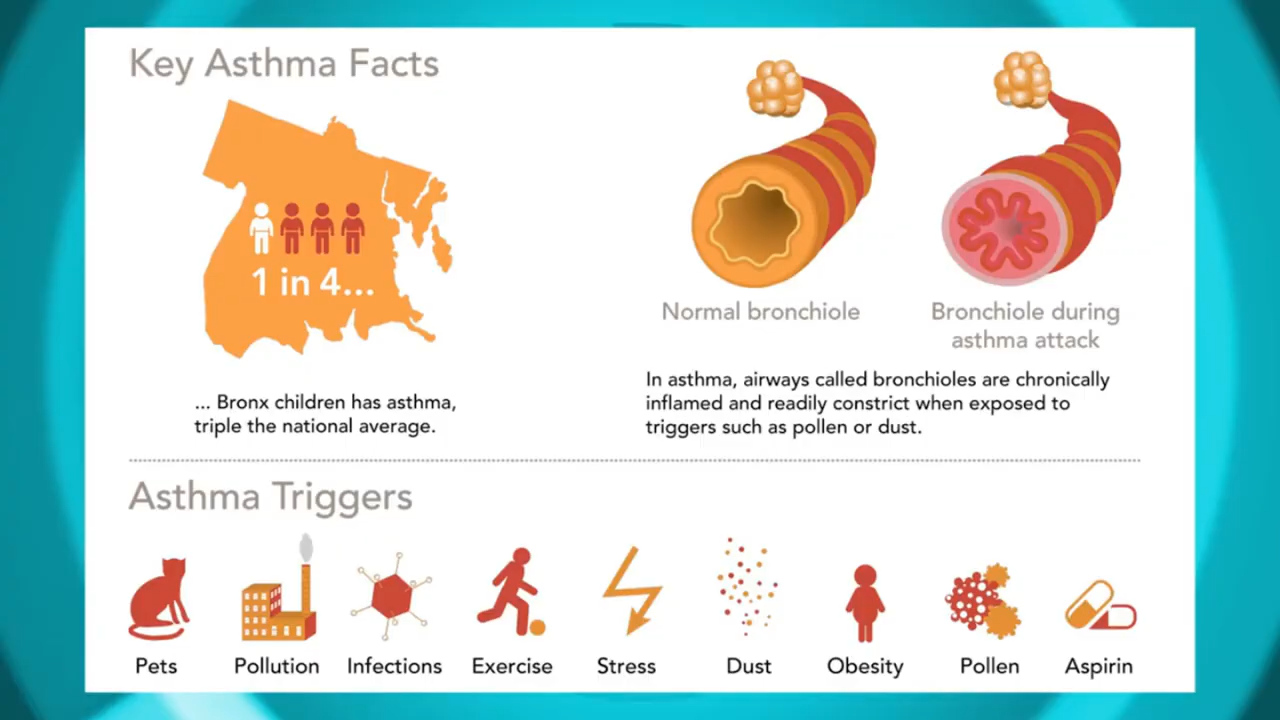 Key Asthma Facts
1 in 4...
... Bronx children has asthma,
triple the national average.
Normal bronchiole
Bronchiole during
asthma attack
In asthma, airways called bronchioles are chronically
inflamed and readily constrict when exposed to
triggers such as pollen or dust.
Asthma Triggers
Pets
Pollution
Infections
Exercise
Stress
Dust
Obesity
Pollen
Aspirin